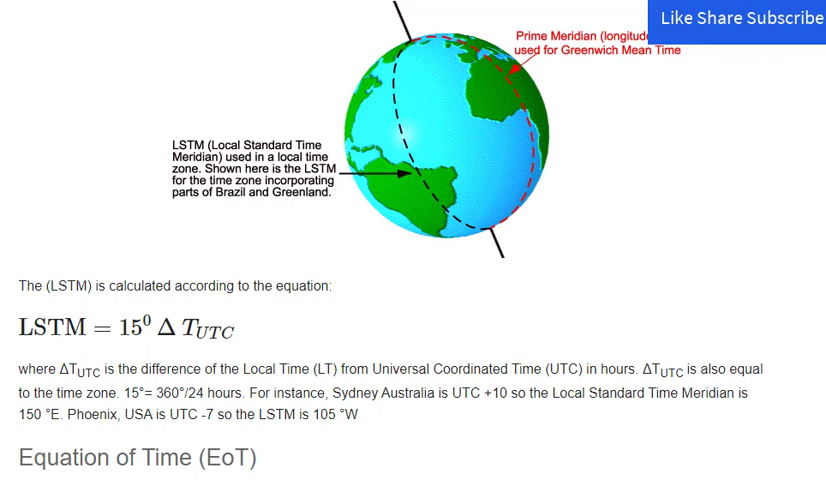 Like Share Subscribe
Prime Meridian (longitude
used for Greenwich Mean Time
LSTM (Local Standard Time
Meridian) used in a local time
zone. Shown here is the LSTM
for the time zone incorporating
parts of Brazil and Greenland.
The (LSTM) is calculated according to the equation:
LSTM = 15⁰ Δ T_UTC
where ΔT_UTC is the difference of the Local Time (LT) from Universal Coordinated Time (UTC) in hours. ΔT_UTC is also equal
to the time zone. 15°= 360°/24 hours. For instance, Sydney Australia is UTC +10 so the Local Standard Time Meridian is
150 °E. Phoenix, USA is UTC -7 so the LSTM is 105 °W
Equation of Time (EoT)